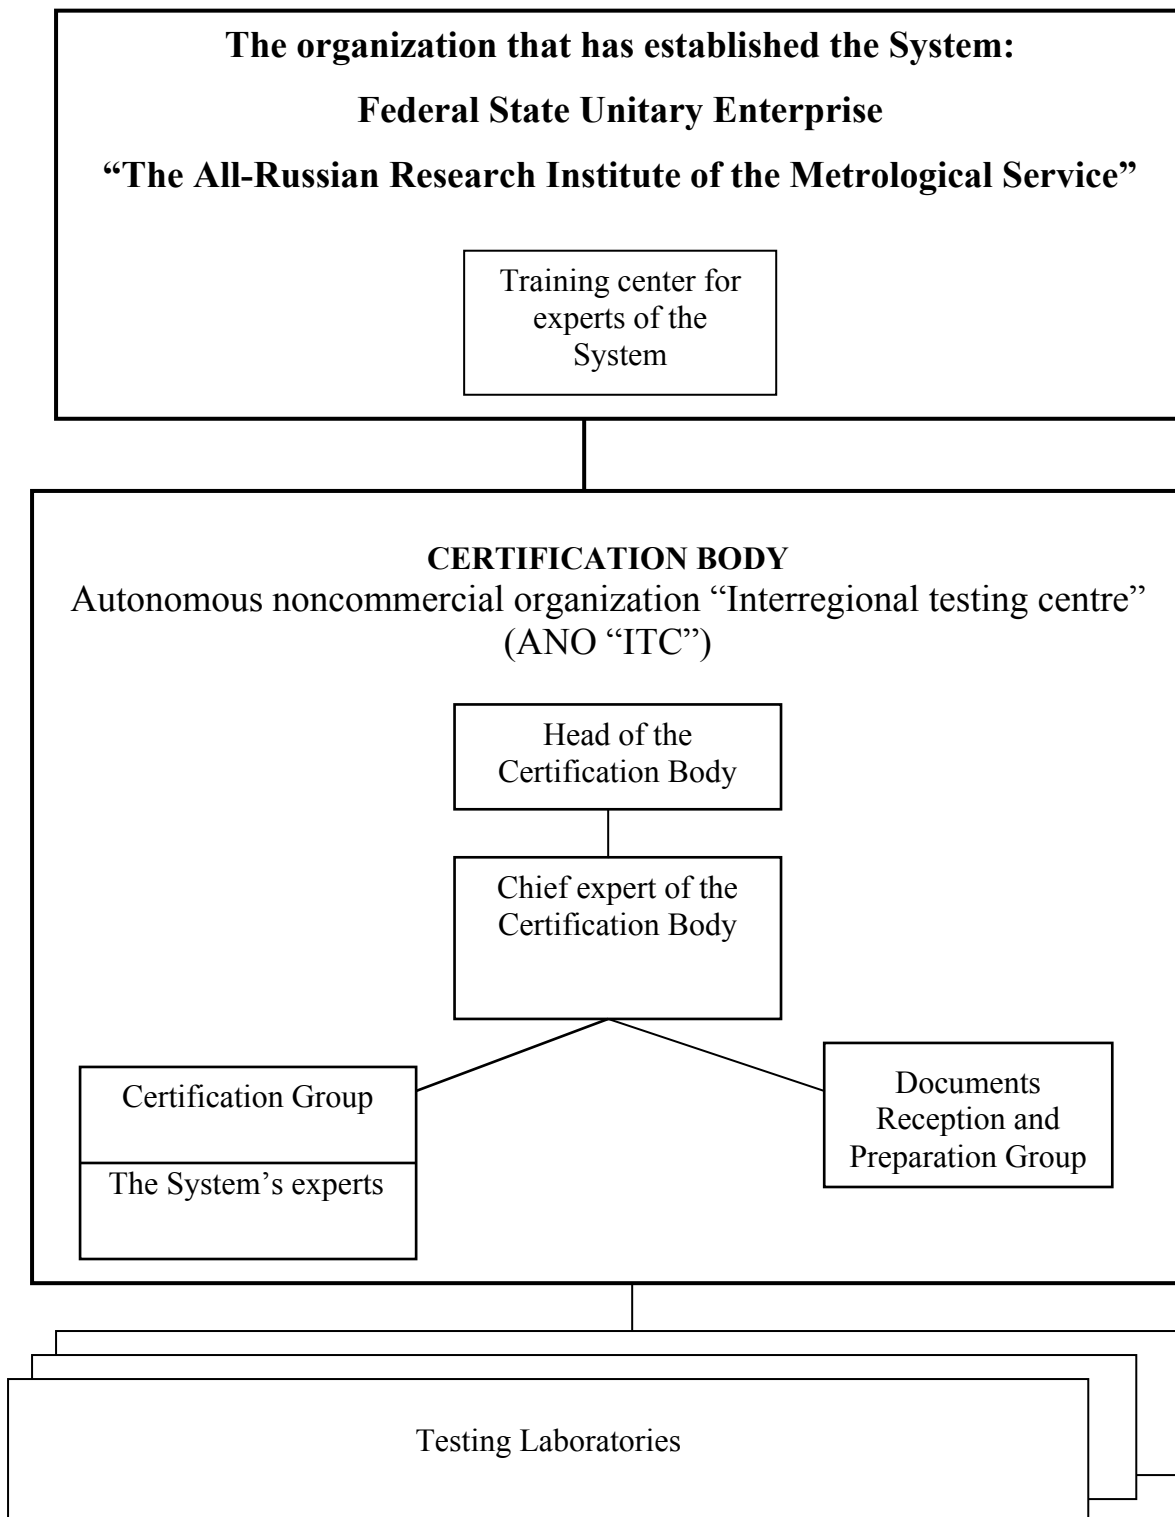 The organization that has established the System:
Federal State Unitary Enterprise
“The All-Russian Research Institute of the Metrological Service”
Training center for
experts of the
System
CERTIFICATION BODY
Autonomous noncommercial organization “Interregional testing centre”
(ANO “ITC”)
Head of the
Certification Body
Chief expert of the
Certification Body
Certification Group
The System’s experts
Documents
Reception and
Preparation Group
Testing Laboratories